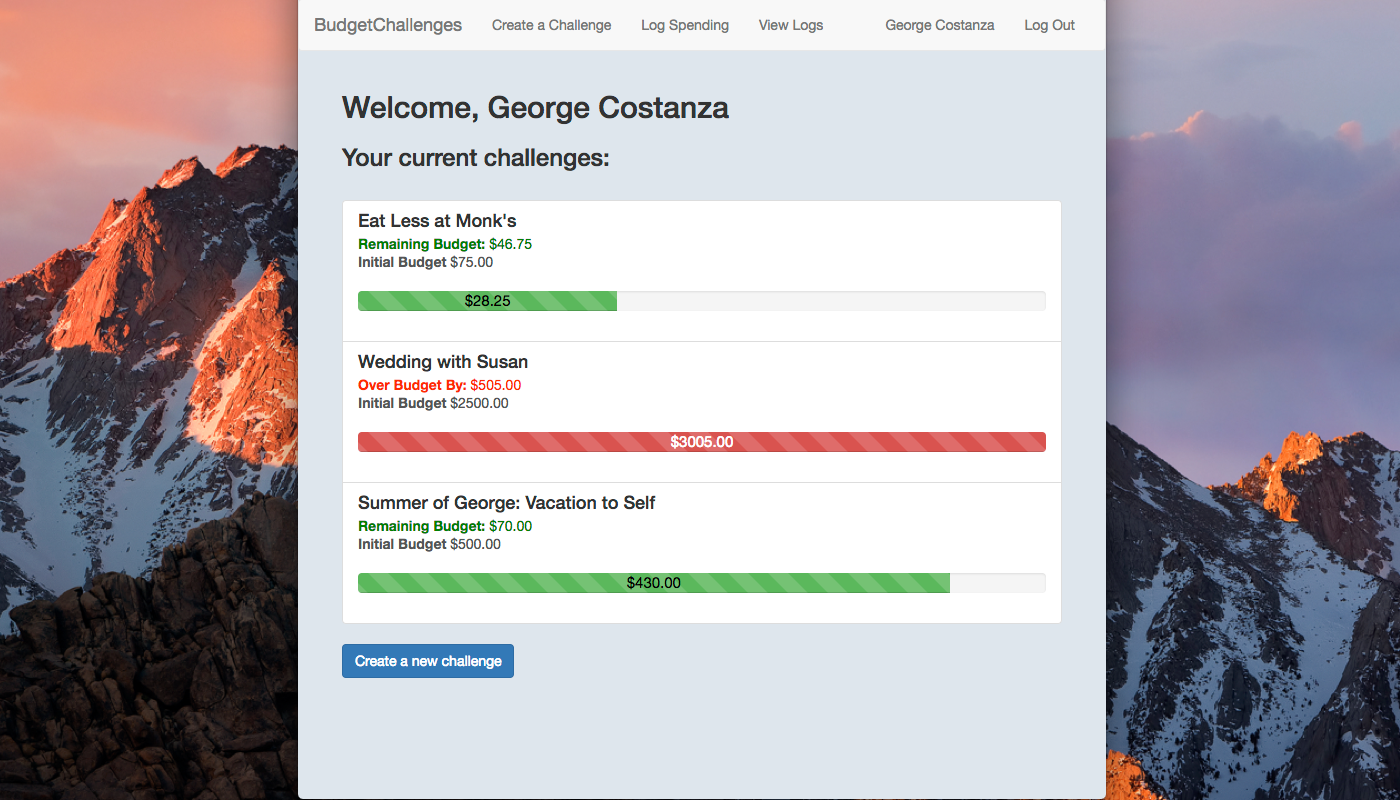 BudgetChallenges Create a Challenge Log Spending View Logs George Costanza Log Out
Welcome, George Costanza
Your current challenges:
Eat Less at Monk's
Remaining Budget: $46.75
Initial Budget $75.00
$28.25
Wedding with Susan
Over Budget By: $505.00
Initial Budget $2500.00
$3005.00
Summer of George: Vacation to Self
Remaining Budget: $70.00
Initial Budget $500.00
$430.00
Create a new challenge